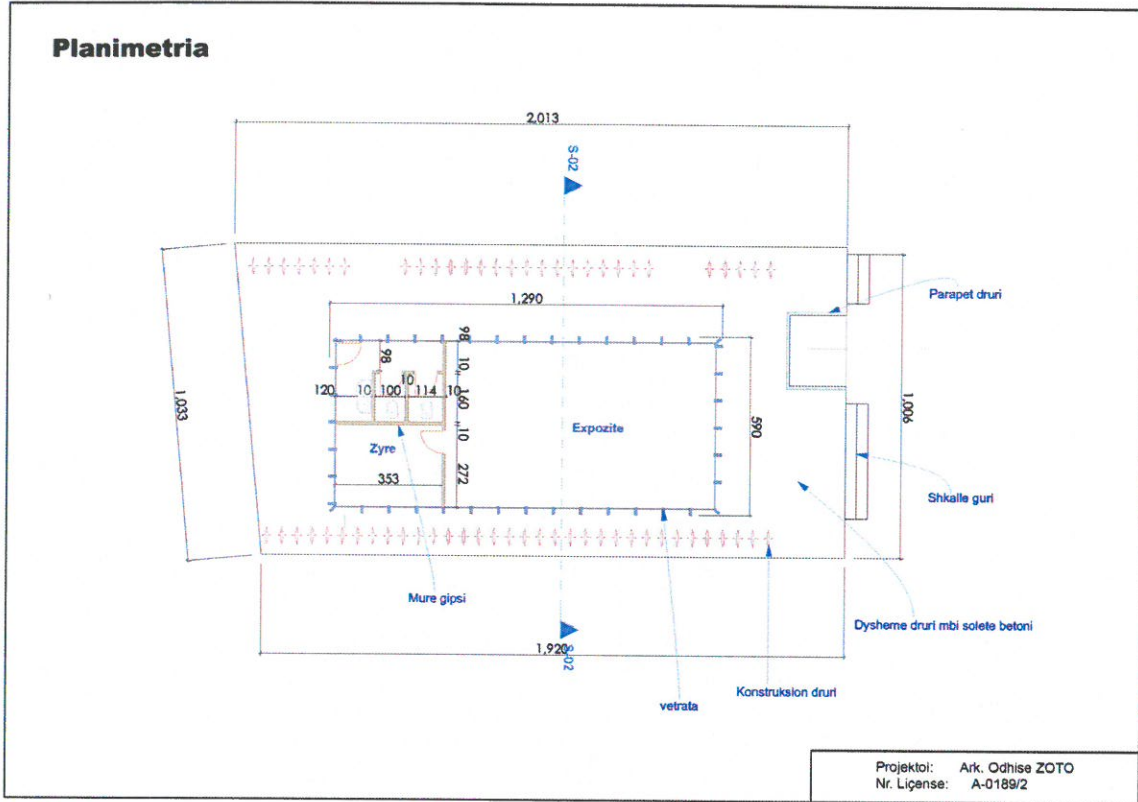 Planimetria
2,013
S-02
Parapet druri
1,290
98
98
10
10
120
10
100
114
10
160
1,033
590
1,006
Expozite
10
Zyre
353
272
Shkalle guri
Mure gipsi
Dysheme druri mbi solete betoni
1,920
S-02
Konstruksion druri
vetrata
Projektoi: Ark. Odhise ZOTO
Nr. Liçense: A-0189/2